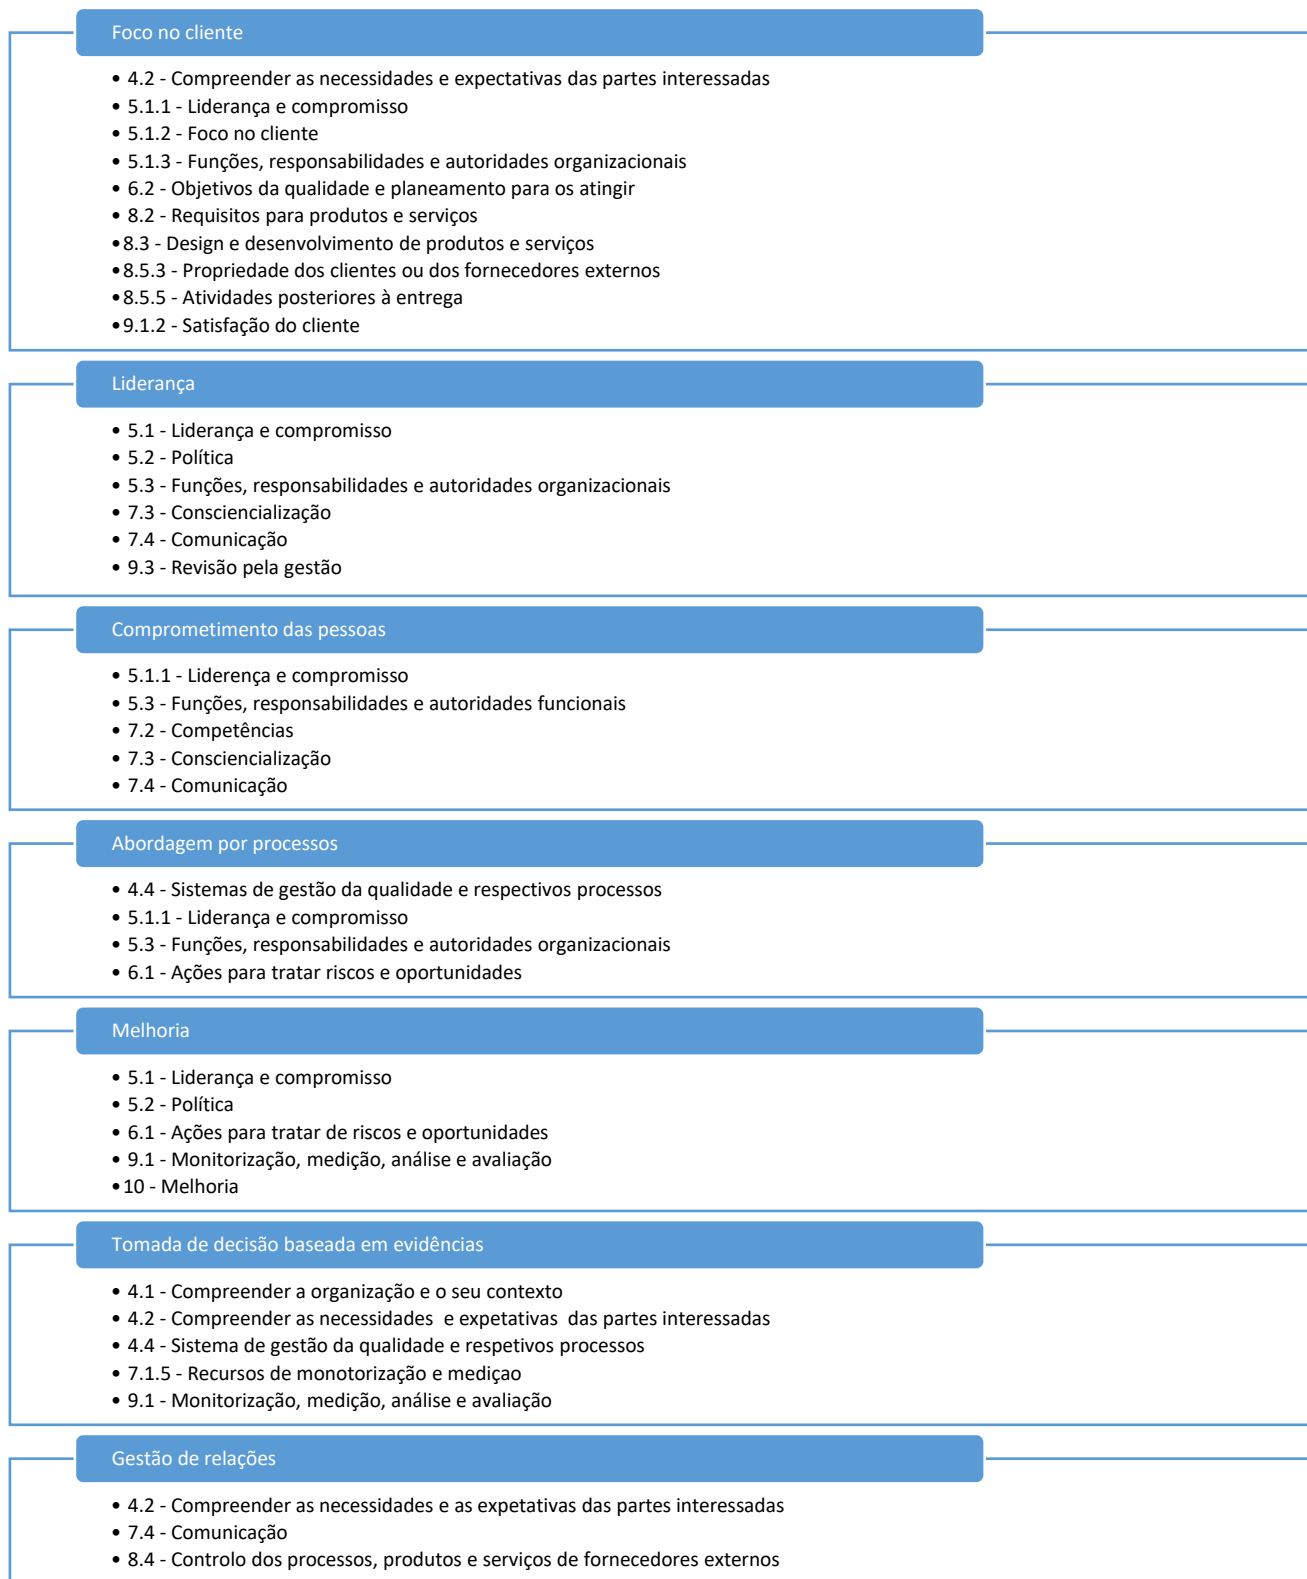 Foco no cliente
• 4.2 - Compreender as necessidades e expectativas das partes interessadas
• 5.1.1 - Liderança e compromisso
• 5.1.2 - Foco no cliente
• 5.1.3 - Funções, responsabilidades e autoridades organizacionais
• 6.2 - Objetivos da qualidade e planeamento para os atingir
• 8.2 - Requisitos para produtos e serviços
•8.3 - Design e desenvolvimento de produtos e serviços
•8.5.3 - Propriedade dos clientes ou dos fornecedores externos
•8.5.5 - Atividades posteriores à entrega
•9.1.2 - Satisfação do cliente
Liderança
• 5.1 - Liderança e compromisso
• 5.2 - Política
• 5.3 - Funções, responsabilidades e autoridades organizacionais
• 7.3 - Consciencialização
• 7.4 - Comunicação
• 9.3 - Revisão pela gestão
Comprometimento das pessoas
• 5.1.1 - Liderença e compromisso
• 5.3 - Funções, responsabilidades e autoridades funcionais
• 7.2 - Competências
• 7.3 - Consciencialização
• 7.4 - Comunicação
Abordagem por processos
• 4.4 - Sistemas de gestão da qualidade e respectivos processos
• 5.1.1 - Liderança e compromisso
• 5.3 - Funções, responsabilidades e autoridades organizacionais
• 6.1 - Ações para tratar riscos e oportunidades
Melhoria
• 5.1 - Liderança e compromisso
• 5.2 - Política
• 6.1 - Ações para tratar de riscos e oportunidades
• 9.1 - Monitorização, medição, análise e avaliação
•10 - Melhoria
Tomada de decisão baseada em evidências
• 4.1 - Compreender a organização e o seu contexto
• 4.2 - Compreender as necessidades  e expetativas  das partes interessadas
• 4.4 - Sistema de gestão da qualidade e respetivos processos
• 7.1.5 - Recursos de monotorização e mediçao
• 9.1 - Monitorização, medição, análise e avaliação
Gestão de relações
• 4.2 - Compreender as necessidades e as expetativas das partes interessadas
• 7.4 - Comunicação
• 8.4 - Controlo dos processos, produtos e serviços de fornecedores externos